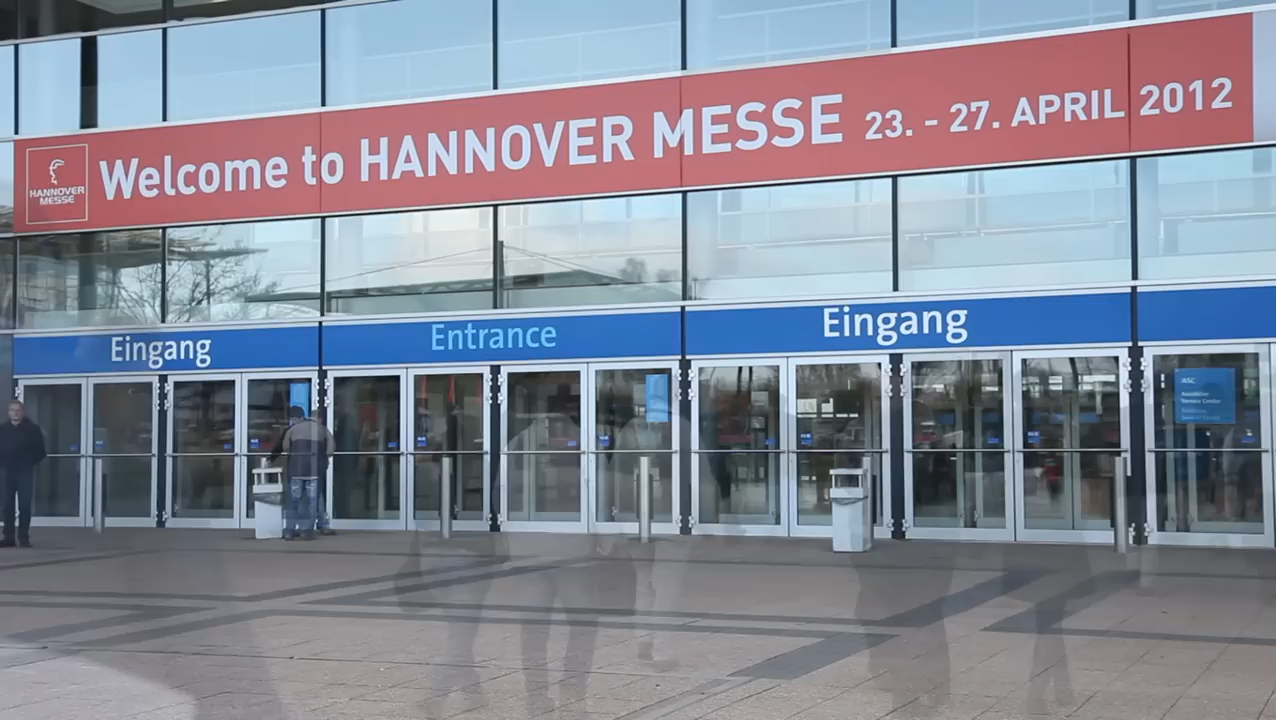 HANNOVER
MESSE
Welcome to HANNOVER MESSE 23. - 27. APRIL 2012
Eingang
Entrance
Eingang
ASC